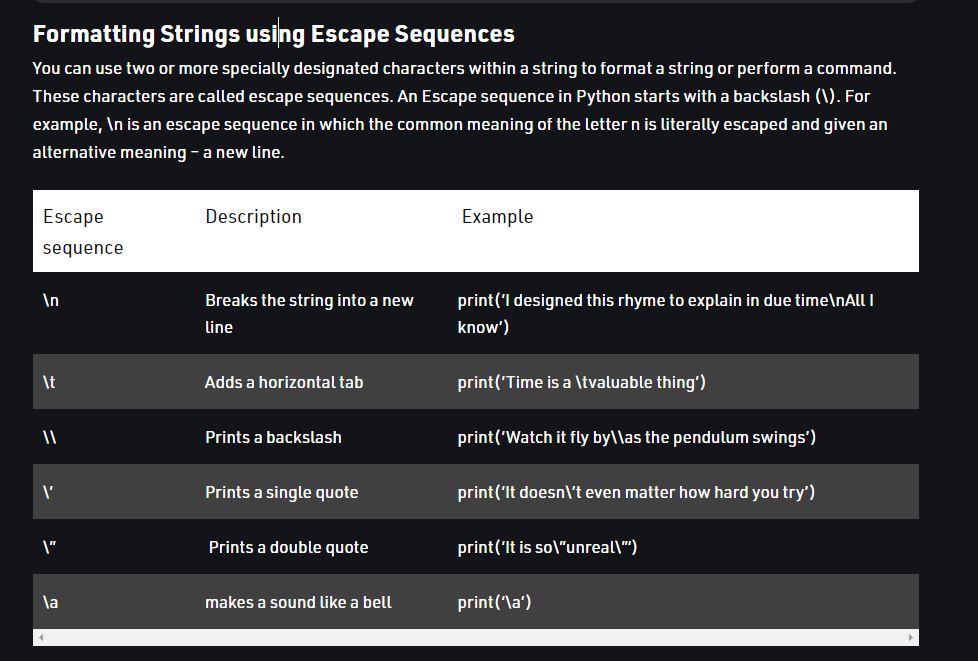 Formatting Strings using Escape Sequences
You can use two or more specially designated characters within a string to format a string or perform a command.
These characters are called escape sequences. An Escape sequence in Python starts with a backslash (\). For
example, \n is an escape sequence in which the common meaning of the letter n is literally escaped and given an
alternative meaning – a new line.
Escape
sequence
Description
Example
\n
Breaks the string into a new
line
print(‘I designed this rhyme to explain in due time\nAll I
know’)
\t
Adds a horizontal tab
print(‘Time is a \tvaluable thing’)
\\
Prints a backslash
print(‘Watch it fly by\\as the pendulum swings’)
\’
Prints a single quote
print(‘It doesn\’t even matter how hard you try’)
\”
Prints a double quote
print(‘It is so\”unreal\”’)
\a
makes a sound like a bell
print(‘\a’)